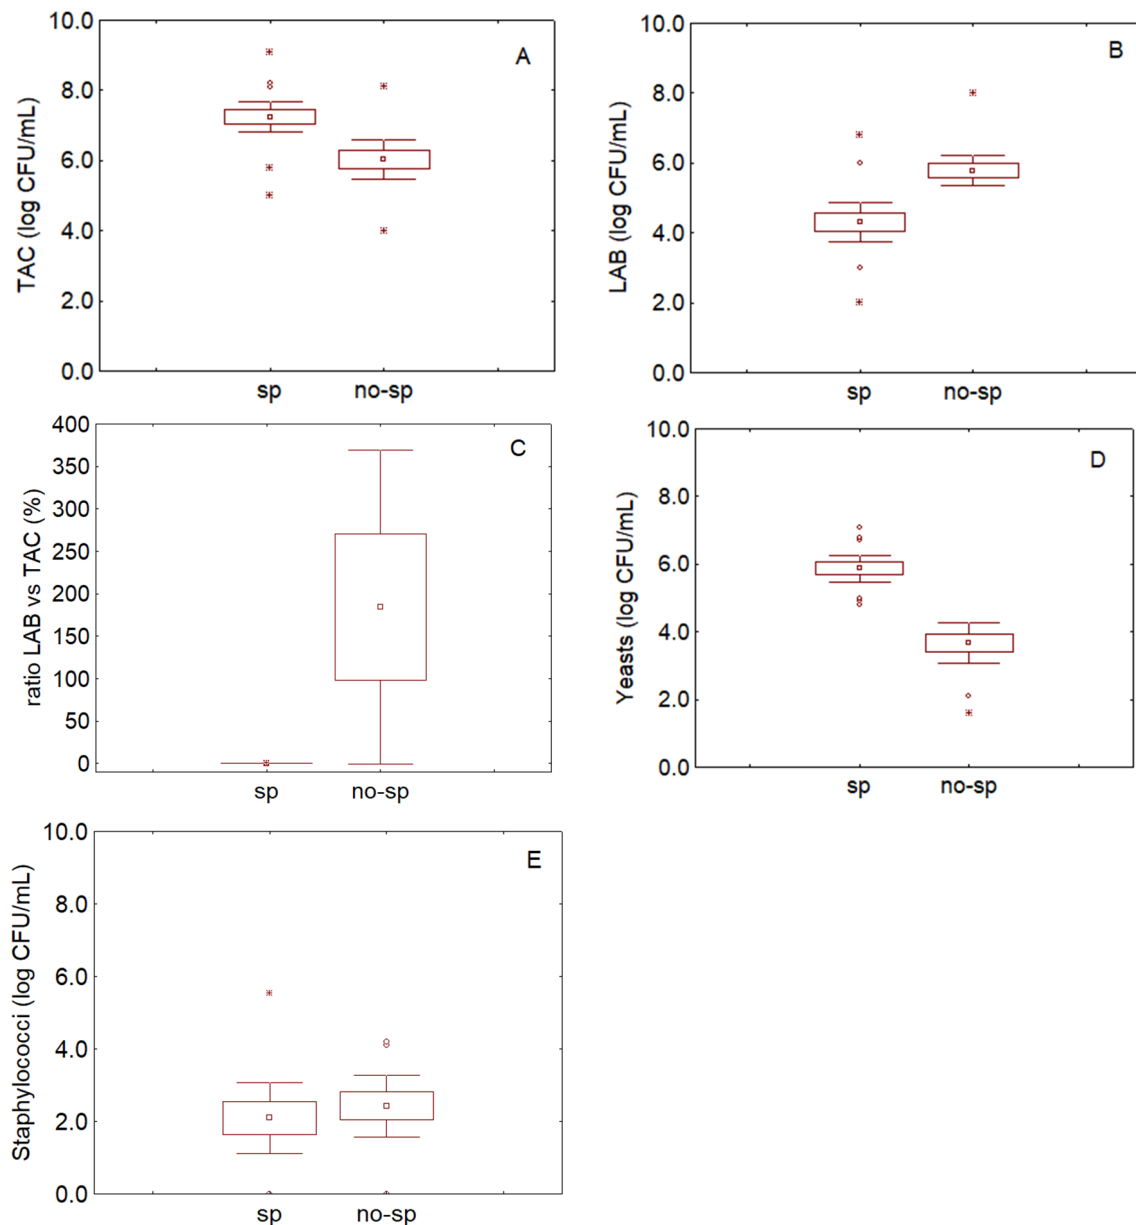 A
TAC (log CFU/mL)
10.0
8.0
6.0
4.0
2.0
0.0
sp no-sp
B
LAB (log CFU/mL)
10.0
8.0
6.0
4.0
2.0
0.0
sp no-sp
C
ratio LAB vs TAC (%)
400
350
300
250
200
150
100
50
0
sp no-sp
D
Yeasts (log CFU/mL)
10.0
8.0
6.0
4.0
2.0
0.0
sp no-sp
E
Staphylococci (log CFU/mL)
10.0
8.0
6.0
4.0
2.0
0.0
sp no-sp